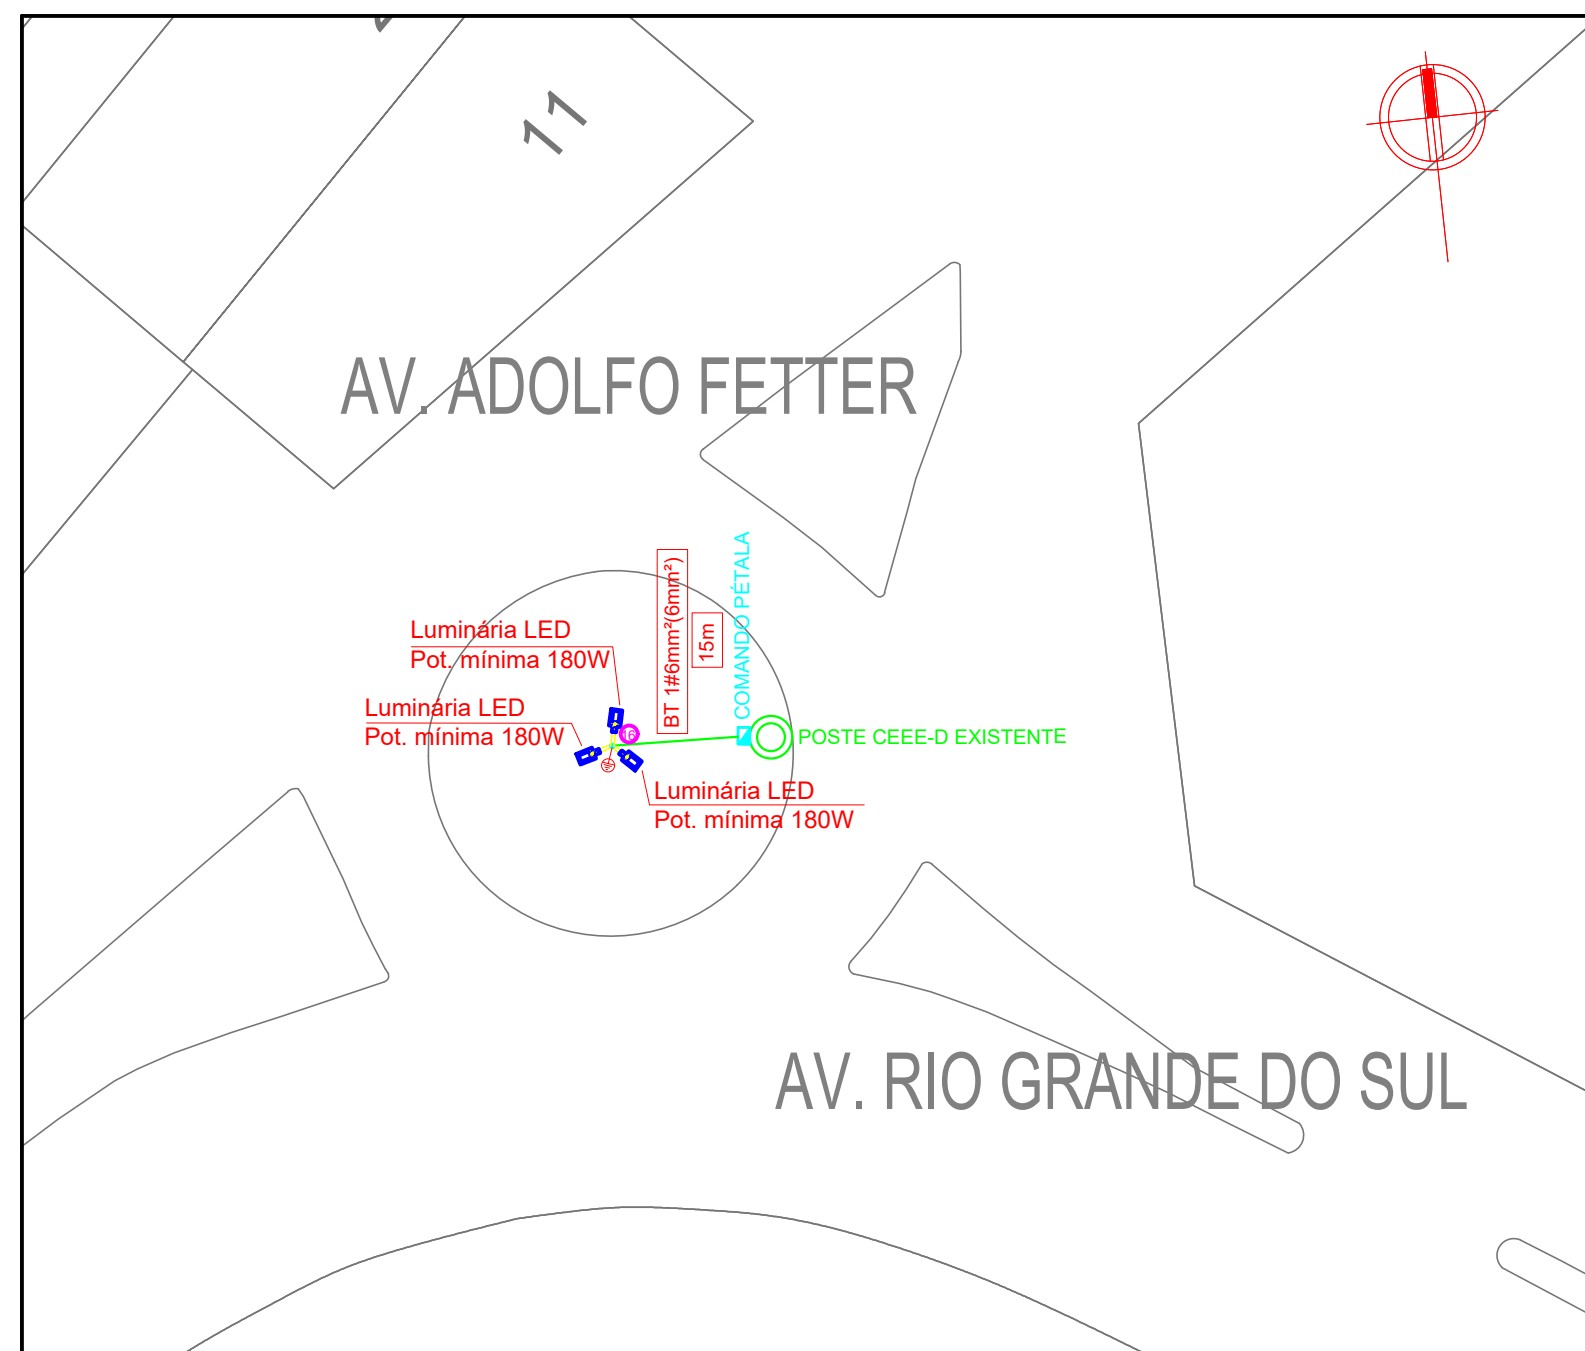 11
AV. ADOLFO FETTER
Luminária LED
Pot. mínima 180W
Luminária LED
Pot. mínima 180W
16
BT 1#6mm²(6mm²)
15m
COMANDO PÉTALA
POSTE CEEE-D EXISTENTE
Luminária LED
Pot. mínima 180W
AV. RIO GRANDE DO SUL